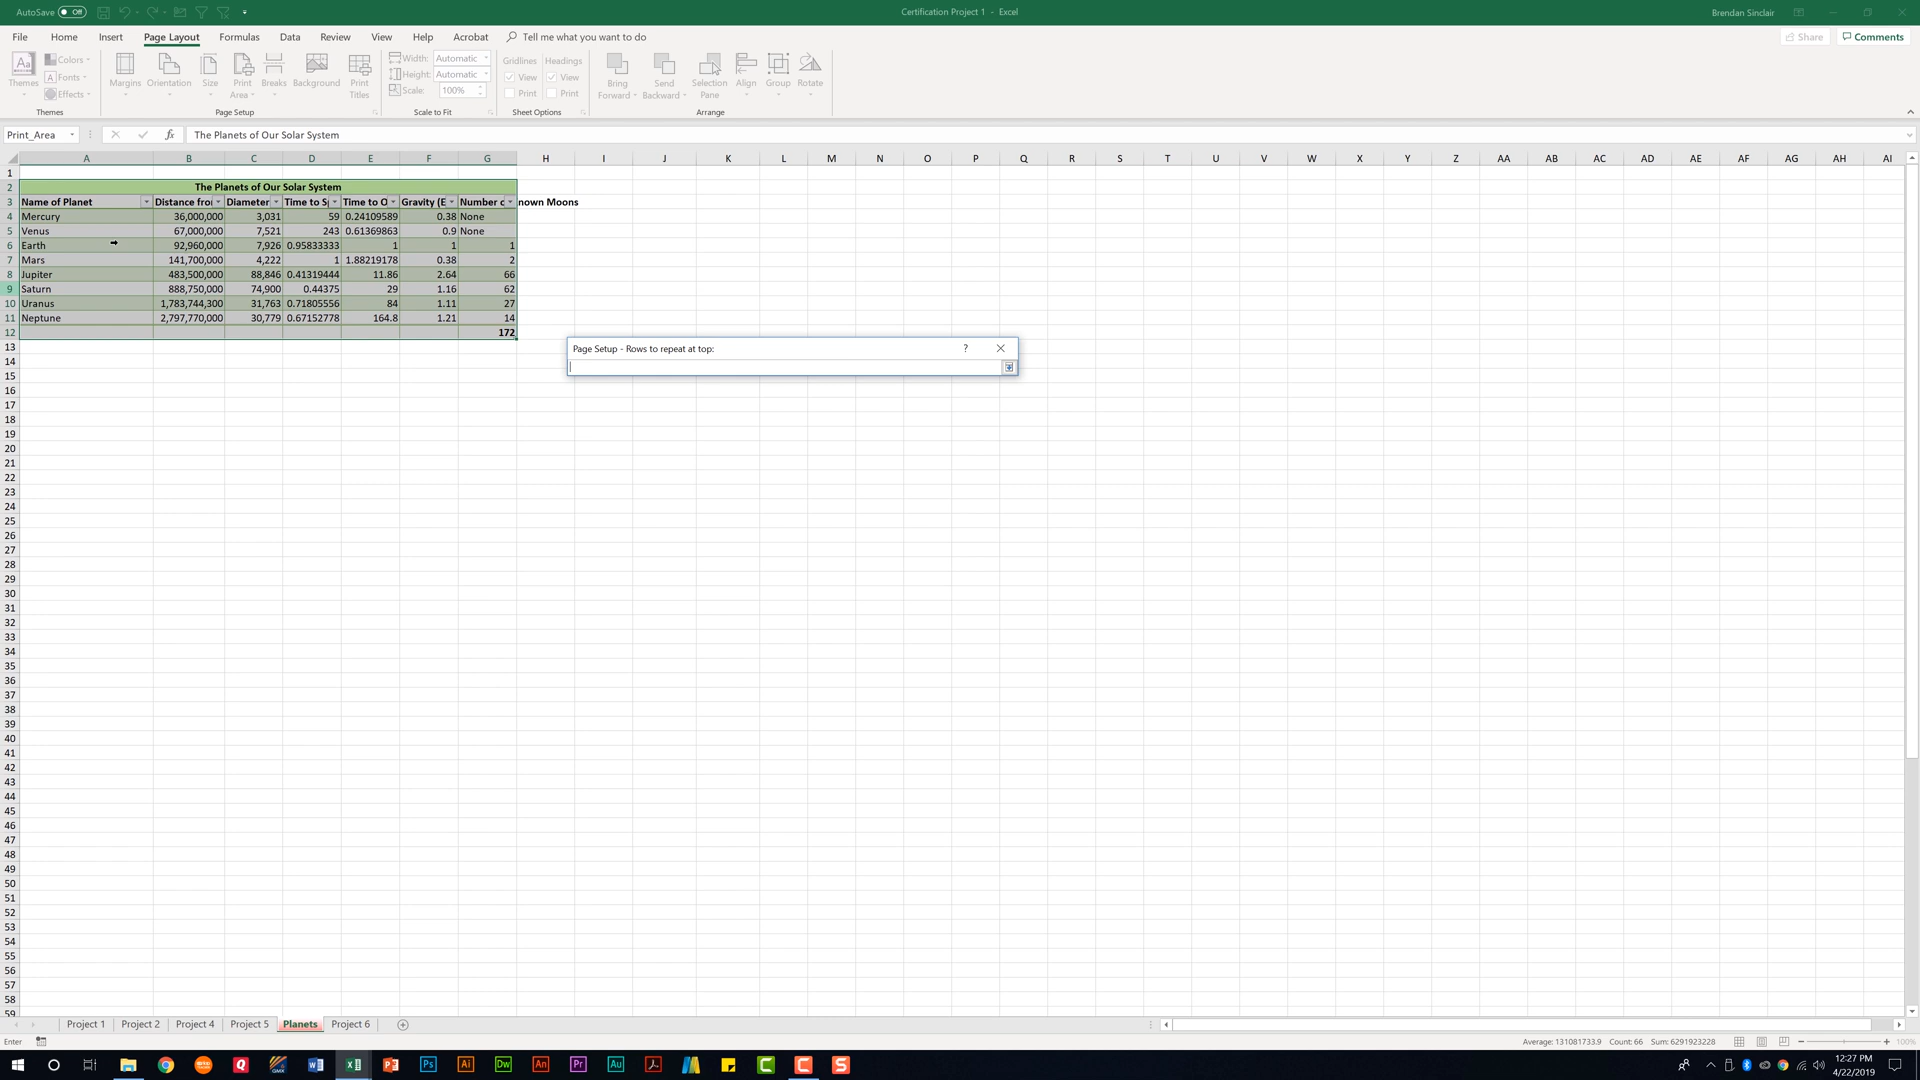 AutoSave Off
Certification Project 1 - Excel
Brendan Sinclair
File Home Insert Page Layout Formulas Data Review View Help Acrobat Tell me what you want to do
Share Comments
Themes Colors Fonts Effects
Margins Orientation Size Print Area Breaks Background Print Titles
Width: Automatic
Height: Automatic
Scale: 100%
Gridlines Headings
View View
Print Print
Bring Forward Send Backward Selection Pane Align Group Rotate
Themes Page Setup Scale to Fit Sheet Options Arrange
Print_Area fx The Planets of Our Solar System
A B C D E F G H I J K L M N O P Q R S T U V W X Y Z AA AB AC AD AE AF AG AH AI
1
2 The Planets of Our Solar System
3 Name of Planet Distance from Diameter Time to S Time to O Gravity (E Number o nown Moons
4 Mercury 36,000,000 3,031 59 0.24109589 0.38 None
5 Venus 67,000,000 7,521 243 0.61369863 0.9 None
6 Earth 92,960,000 7,926 0.95833333 1 1 1
7 Mars 141,700,000 4,222 1 1.88219178 0.38 2
8 Jupiter 483,500,000 88,846 0.41319444 11.86 2.64 66
9 Saturn 888,750,000 74,900 0.44375 29 1.16 62
10 Uranus 1,783,744,300 31,763 0.71805556 84 1.11 27
11 Neptune 2,797,770,000 30,779 0.67152778 164.8 1.21 14
12 172
Page Setup - Rows to repeat at top: ?
13
14
15
16
17
18
19
20
21
22
23
24
25
26
27
28
29
30
31
32
33
34
35
36
37
38
39
40
41
42
43
44
45
46
47
48
49
50
51
52
53
54
55
56
57
58
59
Project 1 Project 2 Project 4 Project 5 Planets Project 6
Enter
Average: 131081733.9 Count: 66 Sum: 6291923228
100%
12:27 PM
4/22/2019